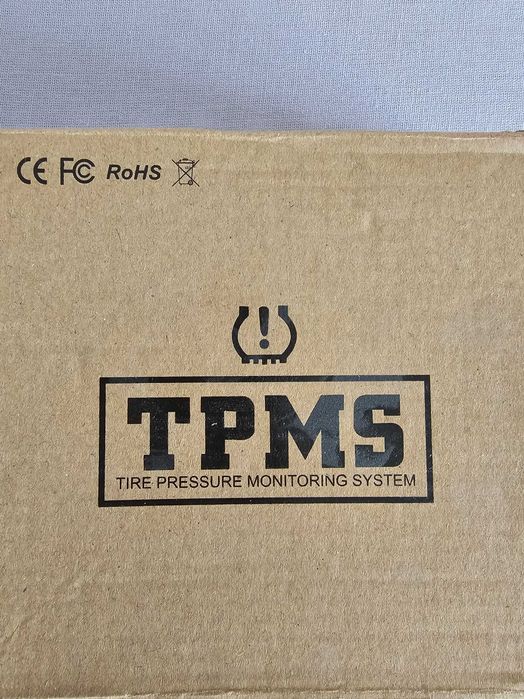 CE FC RoHS
TPMS
TIRE PRESSURE MONITORING SYSTEM